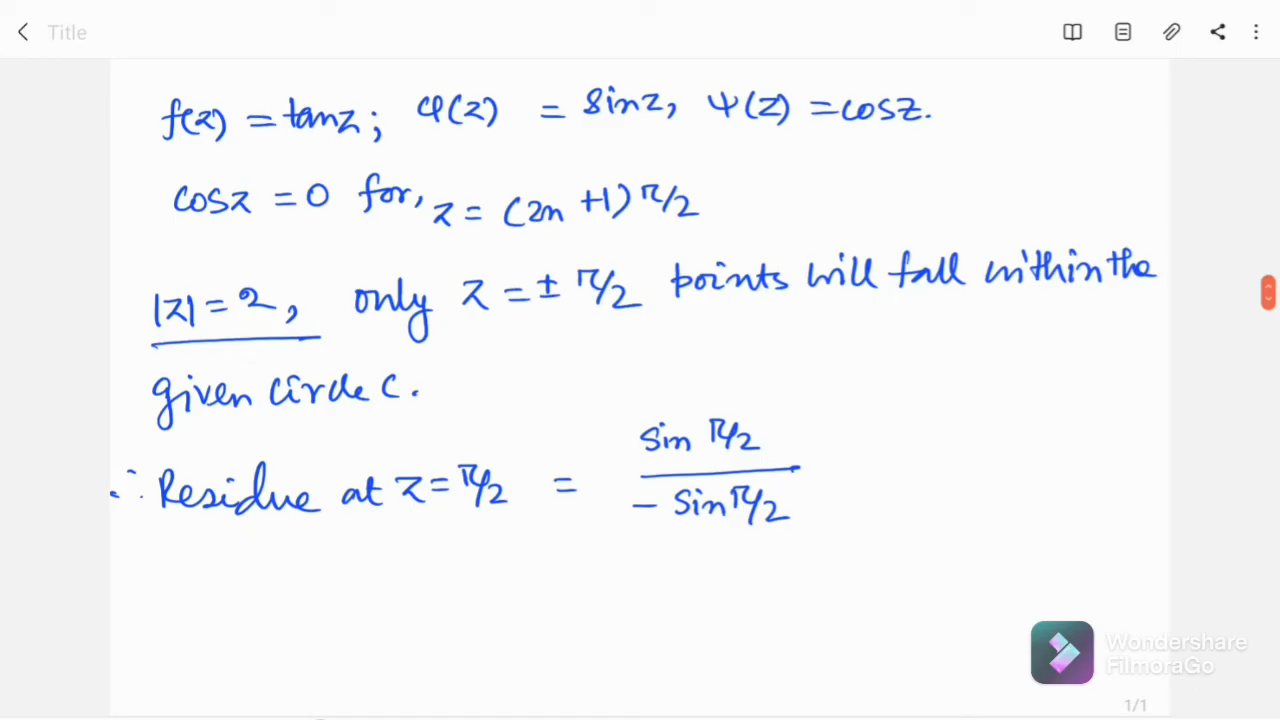 Title
f(z) = tanz; φ(z) = sinz, ψ(z) = cosz.
cosz = 0 for, z = (2n+1) π/2
|z| = 2, only z = ± π/2 points will fall within the
given circle C.
∴ Residue at z = π/2 = sin π/2 / - sin π/2
Wondershare
FilmoraGo
1/1